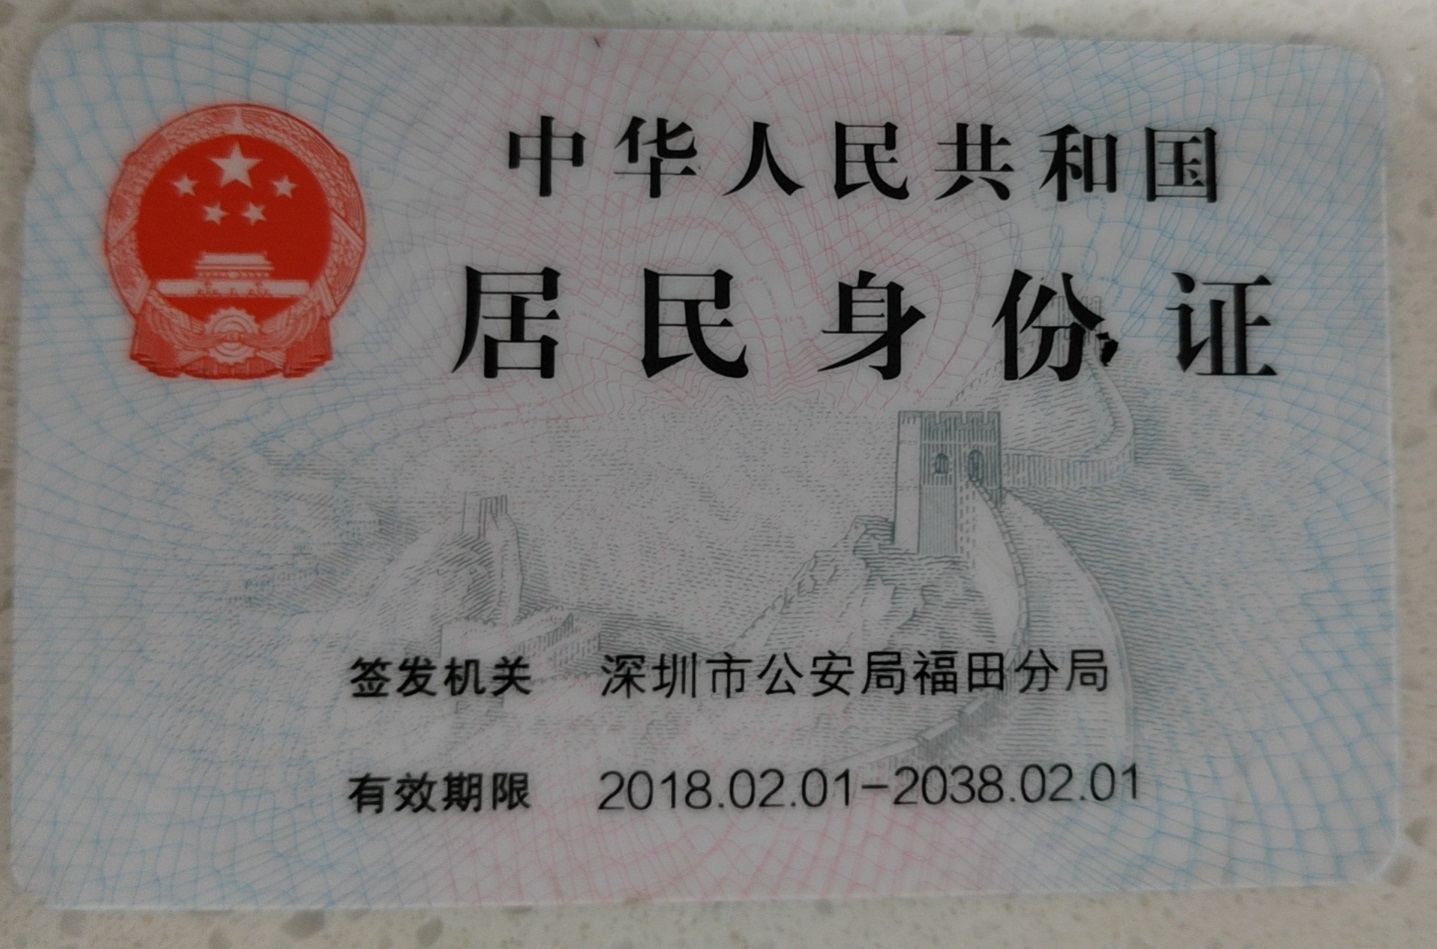 中华人民共和国
居民身份证
签发机关 深圳市公安局福田分局
有效期限 2018.02.01-2038.02.01